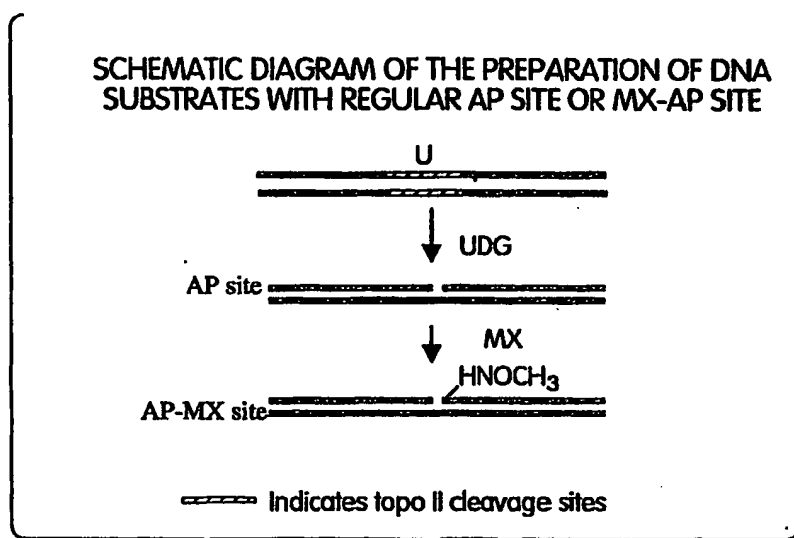 SCHEMATIC DIAGRAM OF THE PREPARATION OF DNA
SUBSTRATES WITH REGULAR AP SITE OR MX-AP SITE
U
UDG
AP site
MX
HNOCH3
AP-MX site
Indicates topo II cleavage sites